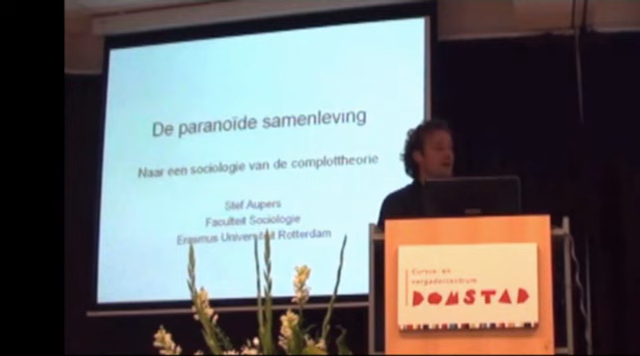 De paranoïde samenleving
Naar een sociologie van de complottheorie
Stef Aupers
Faculteit Sociologie
Erasmus Universiteit Rotterdam
Cursus en
vergadercentrum
DOMSTAD